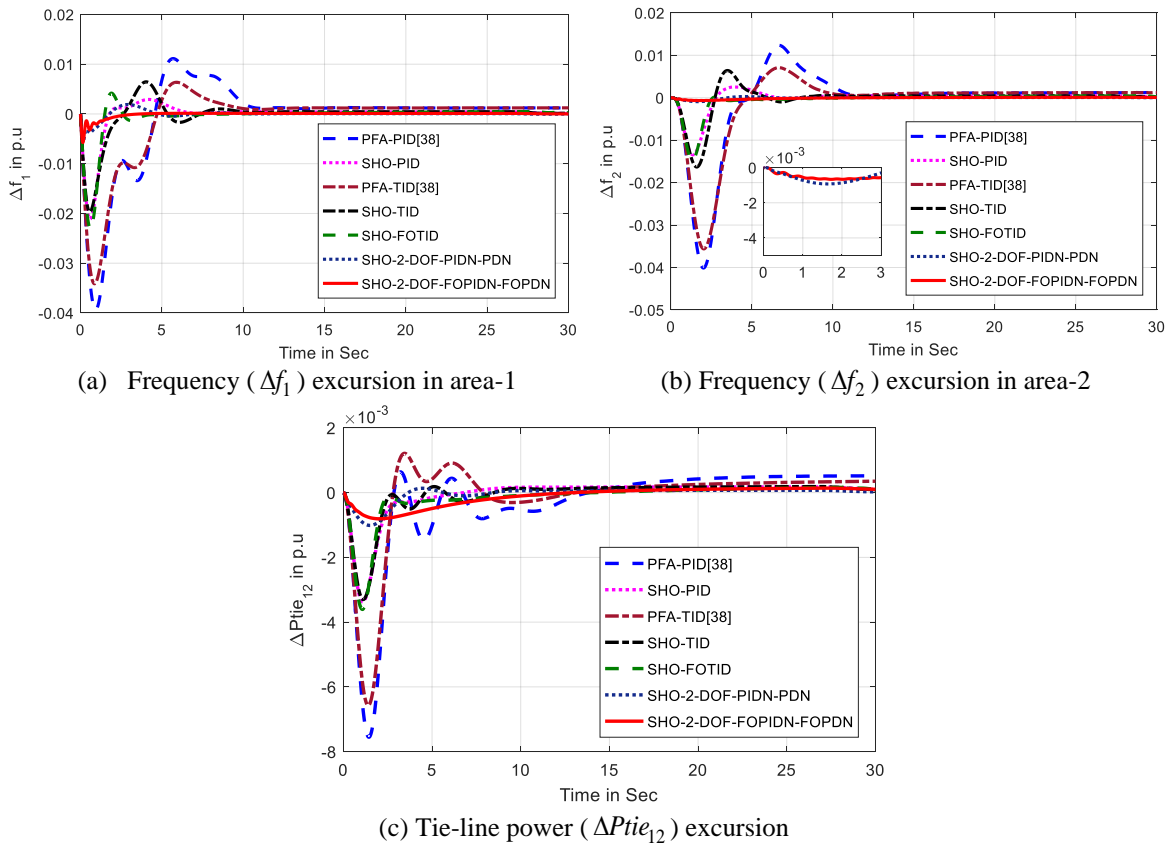 0.02
0.01
0
-0.01
-0.02
-0.03
-0.04
Δf₁ in p.u
0 5 10 15 20 25 30
Time in Sec
PFA-PID[38]
SHO-PID
PFA-TID[38]
SHO-TID
SHO-FOTID
SHO-2-DOF-PIDN-PDN
SHO-2-DOF-FOPIDN-FOPDN
(a) Frequency (Δf₁) excursion in area-1
0.02
0.01
0
-0.01
-0.02
-0.03
-0.04
-0.05
Δf₂ in p.u
0 5 10 15 20 25 30
Time in Sec
×10⁻³
0
-2
-4
0 1 2 3
PFA-PID[38]
SHO-PID
PFA-TID[38]
SHO-TID
SHO-FOTID
SHO-2-DOF-PIDN-PDN
SHO-2-DOF-FOPIDN-FOPDN
(b) Frequency (Δf₂) excursion in area-2
×10⁻³
2
0
-2
-4
-6
-8
ΔPtie₁₂ in p.u
0 5 10 15 20 25 30
Time in Sec
PFA-PID[38]
SHO-PID
PFA-TID[38]
SHO-TID
SHO-FOTID
SHO-2-DOF-PIDN-PDN
SHO-2-DOF-FOPIDN-FOPDN
(c) Tie-line power (ΔPtie₁₂) excursion